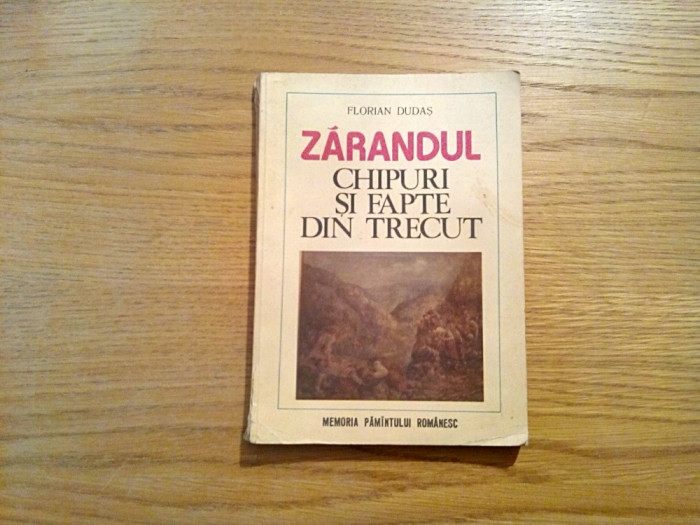 FLORIAN DUDAȘ
ZĂRANDUL
CHIPURI
ȘI FAPTE
DIN TRECUT
MEMORIA PĂMÎNTULUI ROMÂNESC